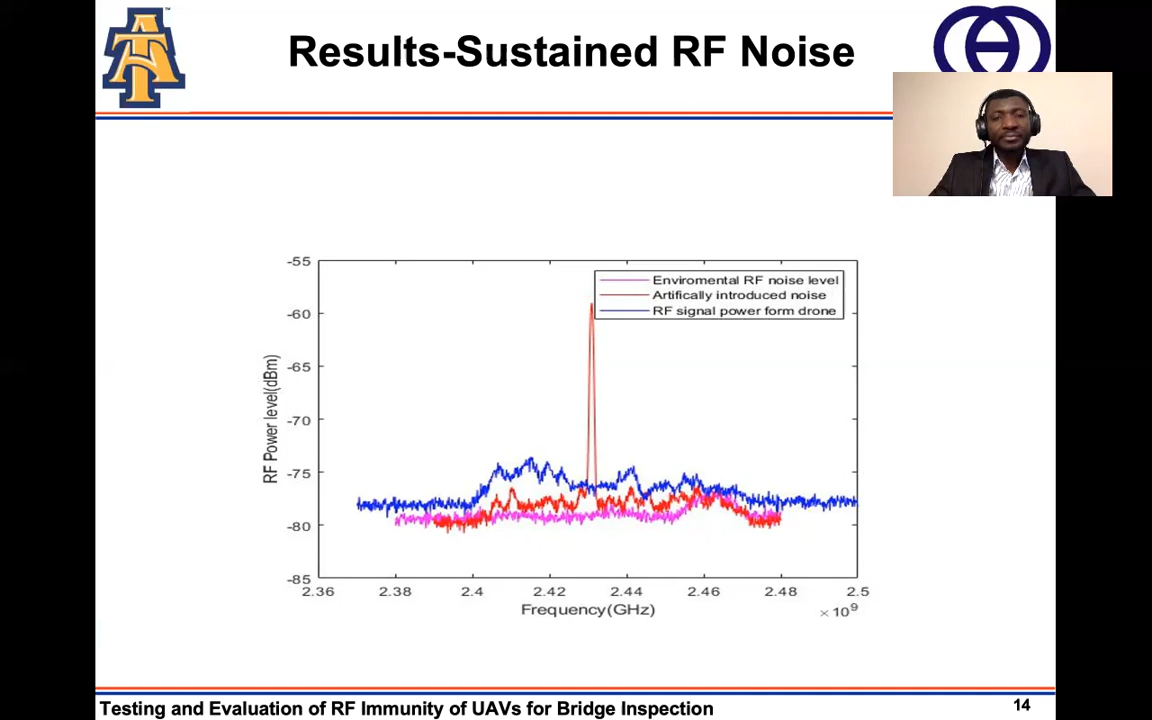 Results-Sustained RF Noise
AT
TM
-55
-60
-65
-70
-75
-80
-85
RF Power level(dBm)
Enviromental RF noise level
Artifically introduced noise
RF signal power form drone
2.36 2.38 2.4 2.42 2.44 2.46 2.48 2.5
Frequency(GHz)
×10⁹
Testing and Evaluation of RF Immunity of UAVs for Bridge Inspection
14